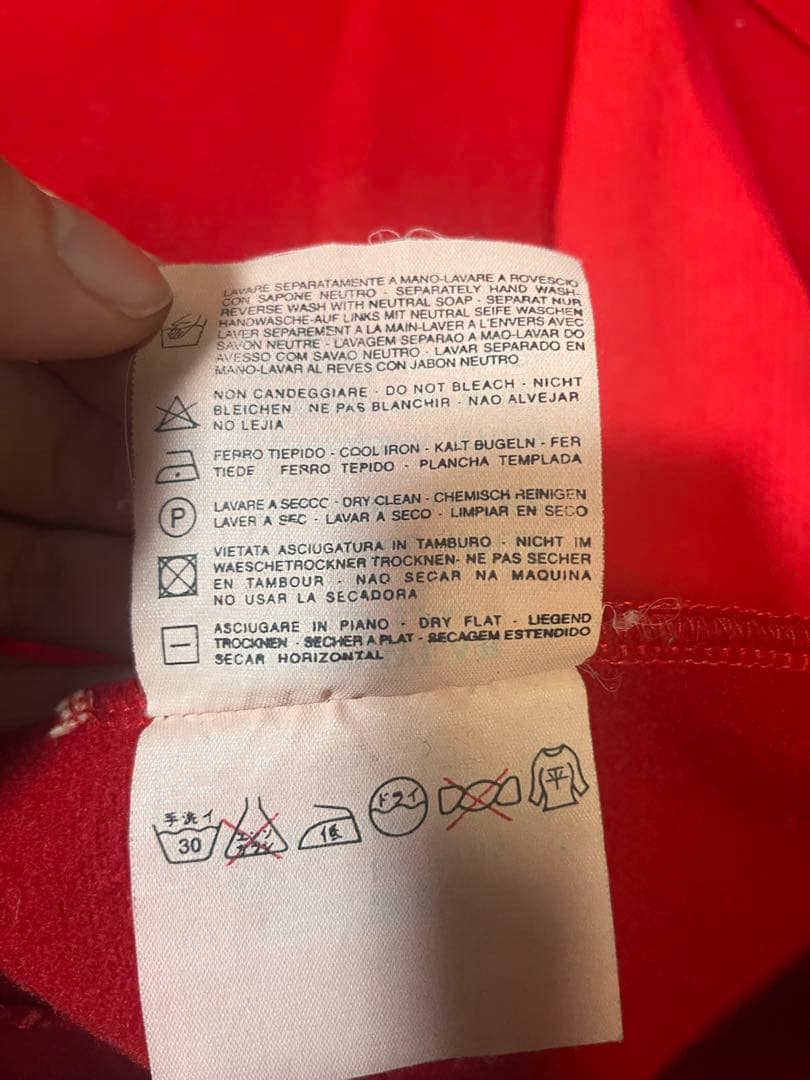 LAVARE SEPARATAMENTE A MANO-LAVARE A ROVESCIO
CON SAPONE NEUTRO - SEPARATELY HAND WASH-
REVERSE WASH WITH NEUTRAL SOAP - SEPARAT NUR
HANDWASCHE-AUF LINKS MIT NEUTRAL SEIFE WASCHEN
LAVER SEPAREMENT A LA MAIN-LAVER A L'ENVERS AVEC
SAVON NEUTRE - LAVAGEM SEPARAO A MAO-LAVAR DO
AVESSO COM SAVAO NEUTRO - LAVAR SEPARADO EN
MANO-LAVAR AL REVES CON JABON NEUTRO
NON CANDEGGIARE - DO NOT BLEACH - NICHT
BLEICHEN - NE PAS BLANCHIR - NAO ALVEJAR
NO LEJIA
FERRO TIEPIDO - COOL IRON - KALT BUGELN - FER
TIEDE FERRO TEPIDO - PLANCHA TEMPLADA
P
LAVARE A SECCC - DRY CLEAN - CHEMISCH REINIGEN
LAVER A SEC - LAVAR A SECO - LIMPIAR EN SECO
VIETATA ASCIUGATURA IN TAMBURO - NICHT IM
WAESCHETROCKNER TROCKNEN- NE PAS SECHER
EN TAMBOUR - NAO SECAR NA MAQUINA
NO USAR LA SECADORA
ASCIUGARE IN PIANO - DRY FLAT - LIEGEND
TROCKNEN - SECHER A PLAT - SECAGEM ESTENDIDO
SECAR HORIZONTAL
手洗イ
30
エンソ
サラシ
低
ドライ
平